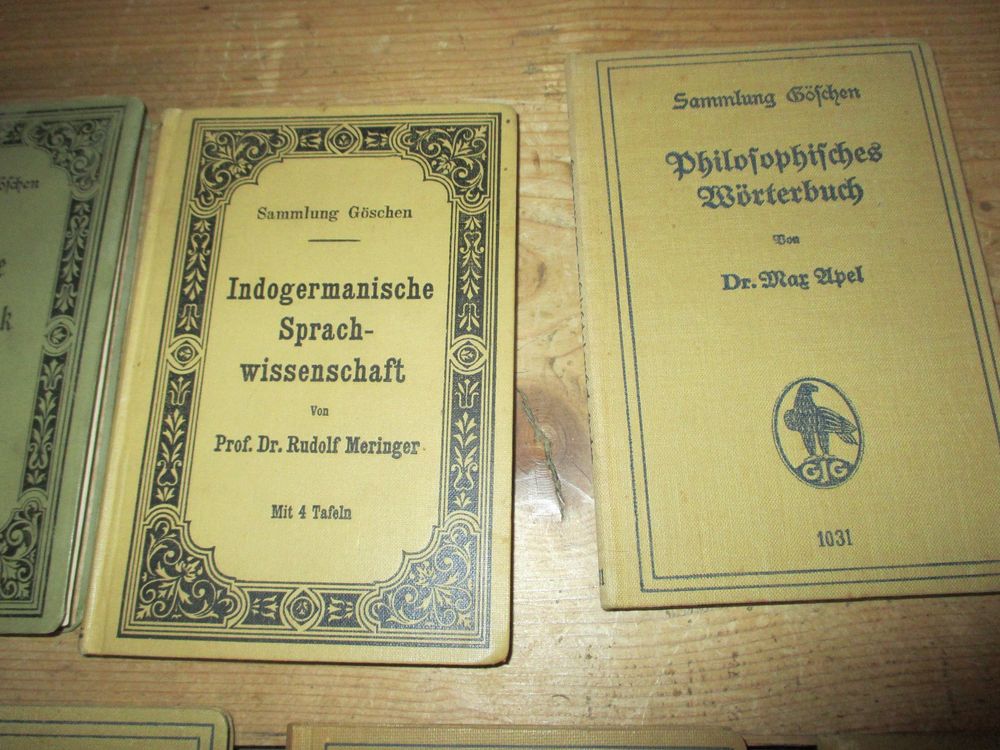 Sammlung Göschen
Indogermanische
Sprach-
wissenschaft
Von
Prof. Dr. Rudolf Meringer
Mit 4 Tafeln
Sammlung Göschen
Philosophisches
Wörterbuch
Von
Dr. Max Apel
GJG
1031